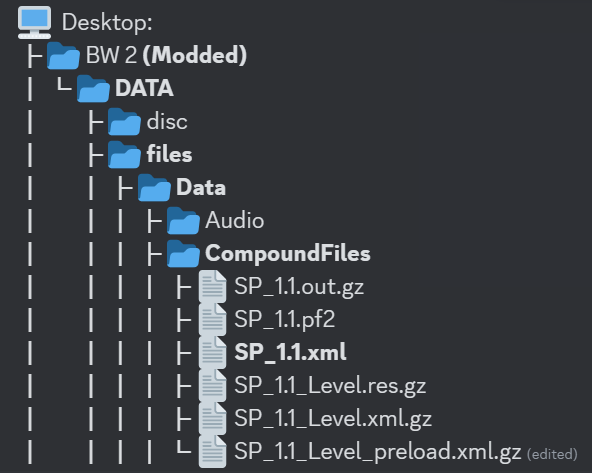 Desktop:
├ BW 2 (Modded)
| └ DATA
| ├ disc
| ├ files
| | ├ Data
| | | ├ Audio
| | | ├ CompoundFiles
| | | | ├ SP_1.1.out.gz
| | | | ├ SP_1.1.pf2
| | | | ├ SP_1.1.xml
| | | | ├ SP_1.1_Level.res.gz
| | | | ├ SP_1.1_Level.xml.gz
| | | | └ SP_1.1_Level_preload.xml.gz (edited)